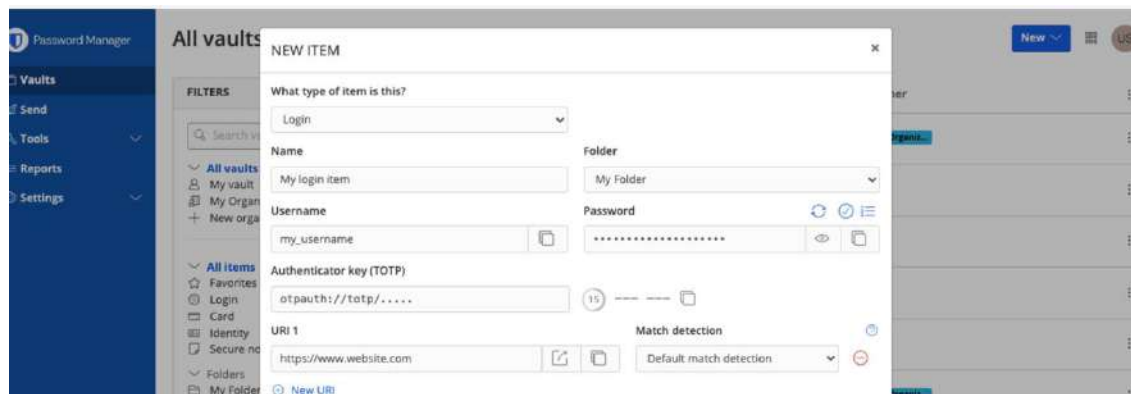 Password Manager
All vaults
New
US
Vaults
Send
Tools
Reports
Settings
FILTERS
All vaults
My vault
My Organ
New orga
All items
Favorites
Login
Card
Identity
Secure no
Folders
My Folder
NEW ITEM
What type of item is this?
Login
Name
Folder
My login item
My Folder
Username
Password
my_username
********************
Authenticator key (TOTP)
otpauth://totp/.....
15 --- ---
URI 1
Match detection
https://www.website.com
Default match detection
New URI